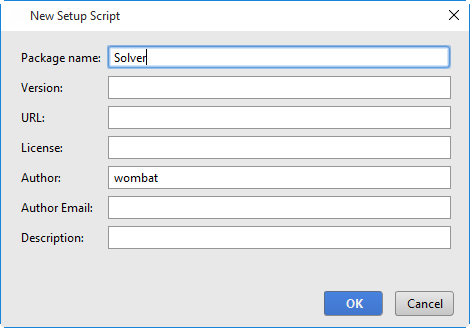 New Setup Script
Package name: Solver
Version:
URL:
License:
Author: wombat
Author Email:
Description:
OK Cancel